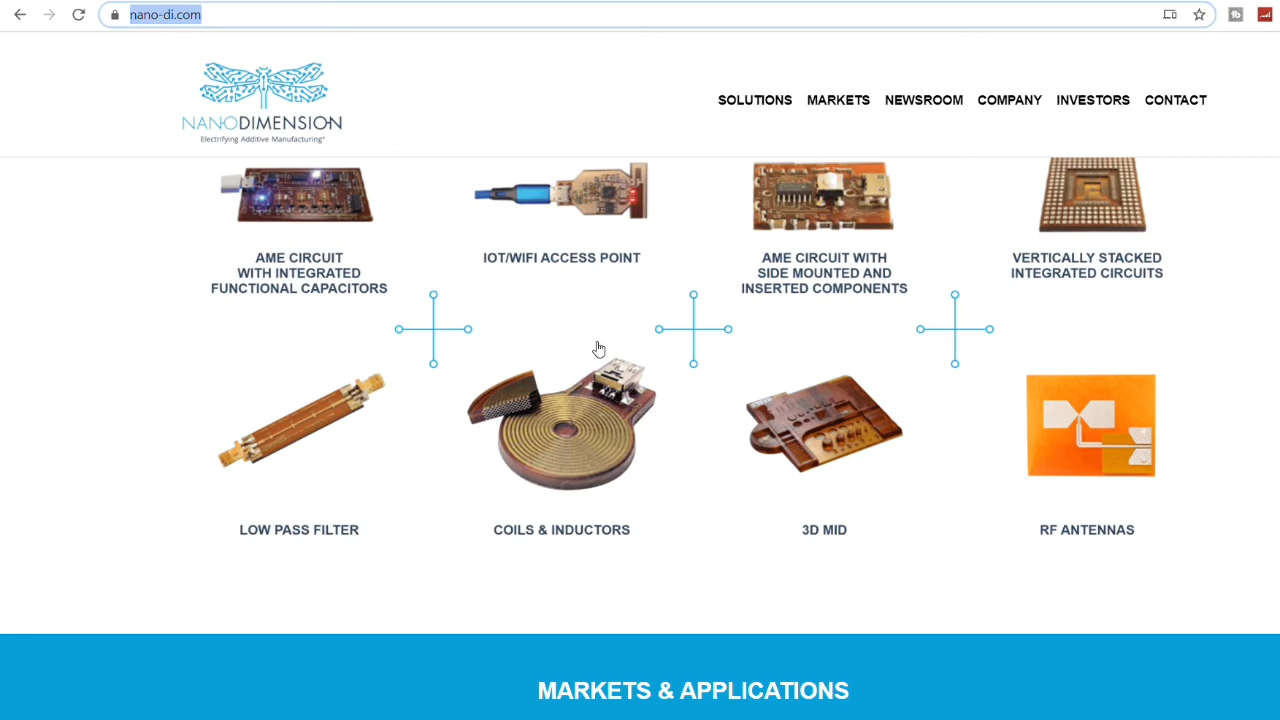 nano-di.com
NANODIMENSION
Electrifying Additive Manufacturing®
SOLUTIONS MARKETS NEWSROOM COMPANY INVESTORS CONTACT
AME CIRCUIT
WITH INTEGRATED
FUNCTIONAL CAPACITORS
IOT/WIFI ACCESS POINT
AME CIRCUIT WITH
SIDE MOUNTED AND
INSERTED COMPONENTS
VERTICALLY STACKED
INTEGRATED CIRCUITS
LOW PASS FILTER
COILS & INDUCTORS
3D MID
RF ANTENNAS
MARKETS & APPLICATIONS